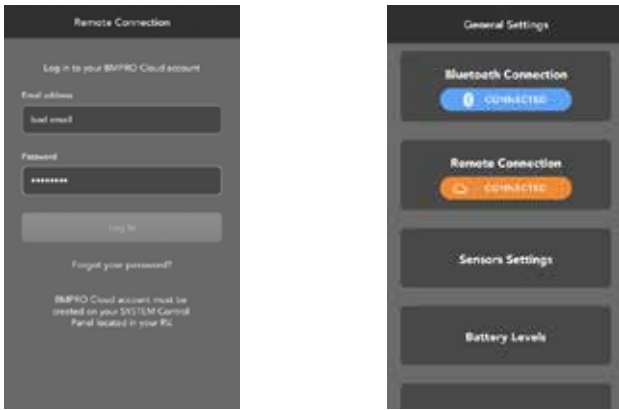 Remote Connection
Log in to your BMPRO Cloud account
Email address
bad email
Password
••••••••
Log In
Forgot your password?
BMPRO Cloud account must be
created on your SYSTEM Control
Panel located in your RV.
General Settings
Bluetooth Connection
CONNECTED
Remote Connection
CONNECTED
Sensors Settings
Battery Levels